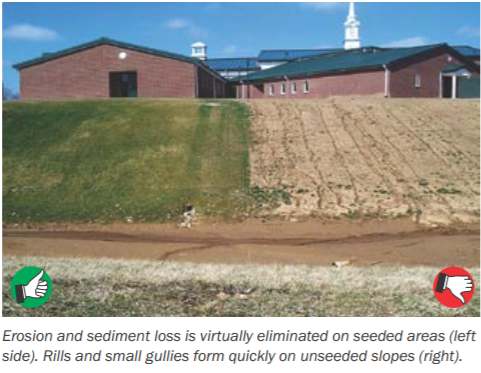 Erosion and sediment loss is virtually eliminated on seeded areas (left
side). Rills and small gullies form quickly on unseeded slopes (right).